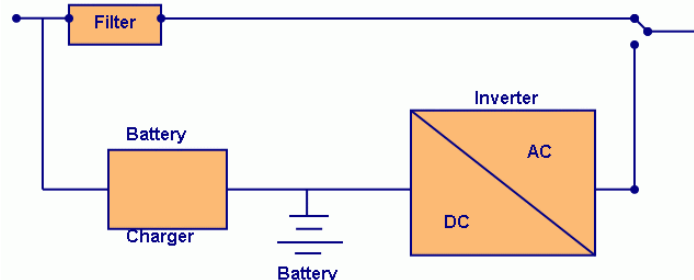 Filter
Inverter
Battery
AC
DC
Charger
Battery